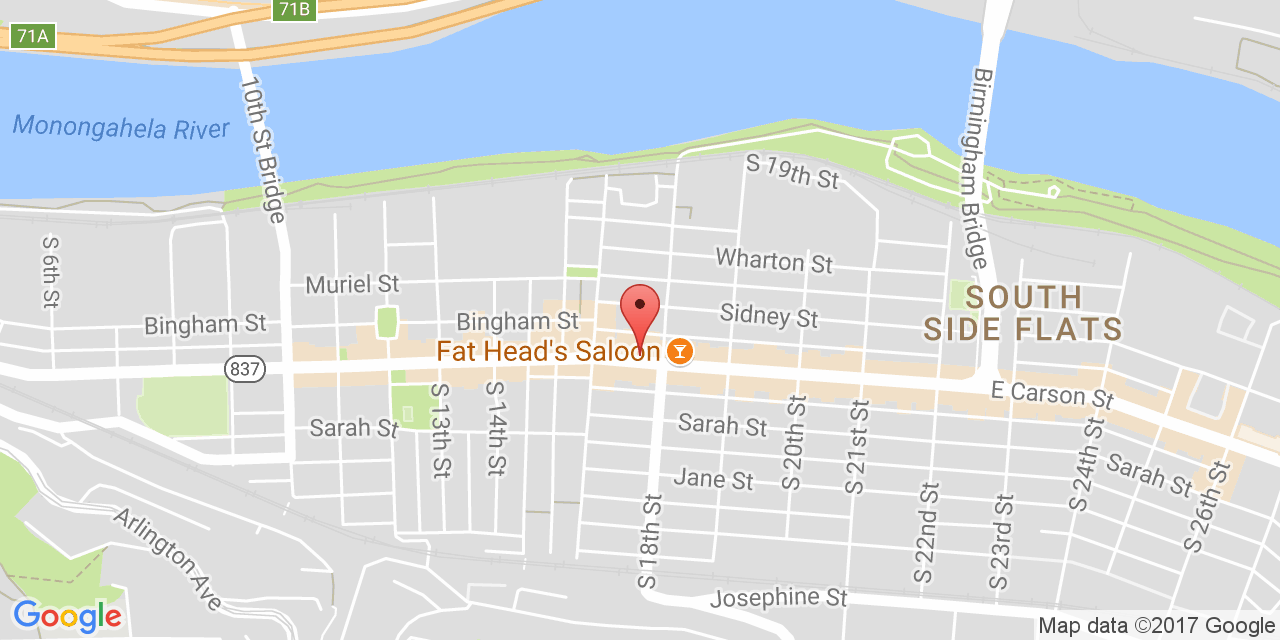 71B
71A
10th St Bridge
Monongahela River
Birmingham Bridge
S 19th St
S 6th St
Wharton St
Muriel St
SOUTH
SIDE FLATS
Sidney St
Bingham St
Bingham St
Fat Head's Saloon
837
E Carson St
S 13th St
S 14th St
Sarah St
Sarah St
S 20th St
S 21st St
S 24th St
Sarah St
Jane St
S 18th St
S 22nd St
S 23rd St
S 26th St
Arlington Ave
Josephine St
Google
Map data ©2017 Google